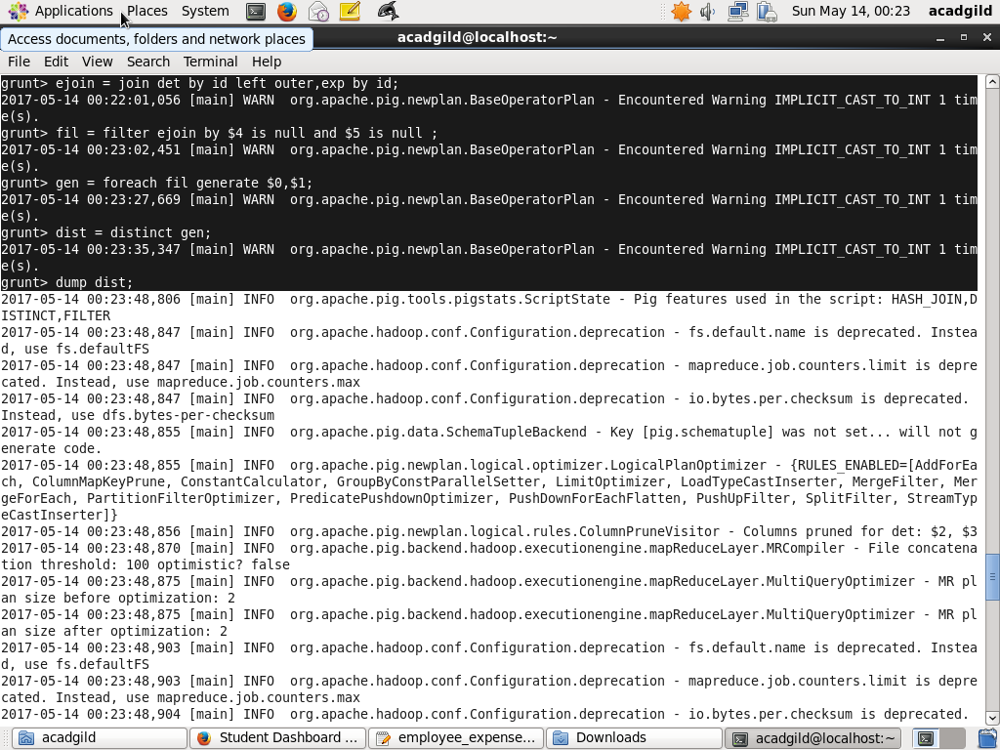 Applications Places System Sun May 14, 00:23 acadgild
Access documents, folders and network places
acadgild@localhost:~
File Edit View Search Terminal Help
grunt> ejoin = join det by id left outer,exp by id;
2017-05-14 00:22:01,056 [main] WARN  org.apache.pig.newplan.BaseOperatorPlan - Encountered Warning IMPLICIT_CAST_TO_INT 1 tim
e(s).
grunt> fil = filter ejoin by $4 is null and $5 is null ;
2017-05-14 00:23:02,451 [main] WARN  org.apache.pig.newplan.BaseOperatorPlan - Encountered Warning IMPLICIT_CAST_TO_INT 1 tim
e(s).
grunt> gen = foreach fil generate $0,$1;
2017-05-14 00:23:27,669 [main] WARN  org.apache.pig.newplan.BaseOperatorPlan - Encountered Warning IMPLICIT_CAST_TO_INT 1 tim
e(s).
grunt> dist = distinct gen;
2017-05-14 00:23:35,347 [main] WARN  org.apache.pig.newplan.BaseOperatorPlan - Encountered Warning IMPLICIT_CAST_TO_INT 1 tim
e(s).
grunt> dump dist;
2017-05-14 00:23:48,806 [main] INFO  org.apache.pig.tools.pigstats.ScriptState - Pig features used in the script: HASH_JOIN,D
ISTINCT,FILTER
2017-05-14 00:23:48,847 [main] INFO  org.apache.hadoop.conf.Configuration.deprecation - fs.default.name is deprecated. Instea
d, use fs.defaultFS
2017-05-14 00:23:48,847 [main] INFO  org.apache.hadoop.conf.Configuration.deprecation - mapreduce.job.counters.limit is depre
cated. Instead, use mapreduce.job.counters.max
2017-05-14 00:23:48,847 [main] INFO  org.apache.hadoop.conf.Configuration.deprecation - io.bytes.per.checksum is deprecated.
Instead, use dfs.bytes-per-checksum
2017-05-14 00:23:48,855 [main] INFO  org.apache.pig.data.SchemaTupleBackend - Key [pig.schematuple] was not set... will not g
enerate code.
2017-05-14 00:23:48,855 [main] INFO  org.apache.pig.newplan.logical.optimizer.LogicalPlanOptimizer - {RULES_ENABLED=[AddForEa
ch, ColumnMapKeyPrune, ConstantCalculator, GroupByConstParallelSetter, LimitOptimizer, LoadTypeCastInserter, MergeFilter, Mer
geForEach, PartitionFilterOptimizer, PredicatePushdownOptimizer, PushDownForEachFlatten, PushUpFilter, SplitFilter, StreamTyp
eCastInserter]}
2017-05-14 00:23:48,856 [main] INFO  org.apache.pig.newplan.logical.rules.ColumnPruneVisitor - Columns pruned for det: $2, $3
2017-05-14 00:23:48,870 [main] INFO  org.apache.pig.backend.hadoop.executionengine.mapReduceLayer.MRCompiler - File concatena
tion threshold: 100 optimistic? false
2017-05-14 00:23:48,875 [main] INFO  org.apache.pig.backend.hadoop.executionengine.mapReduceLayer.MultiQueryOptimizer - MR pl
an size before optimization: 2
2017-05-14 00:23:48,875 [main] INFO  org.apache.pig.backend.hadoop.executionengine.mapReduceLayer.MultiQueryOptimizer - MR pl
an size after optimization: 2
2017-05-14 00:23:48,903 [main] INFO  org.apache.hadoop.conf.Configuration.deprecation - fs.default.name is deprecated. Instea
d, use fs.defaultFS
2017-05-14 00:23:48,903 [main] INFO  org.apache.hadoop.conf.Configuration.deprecation - mapreduce.job.counters.limit is depre
cated. Instead, use mapreduce.job.counters.max
2017-05-14 00:23:48,904 [main] INFO  org.apache.hadoop.conf.Configuration.deprecation - io.bytes.per.checksum is deprecated.
acadgild Student Dashboard ... employee_expense... Downloads acadgild@localhost:~